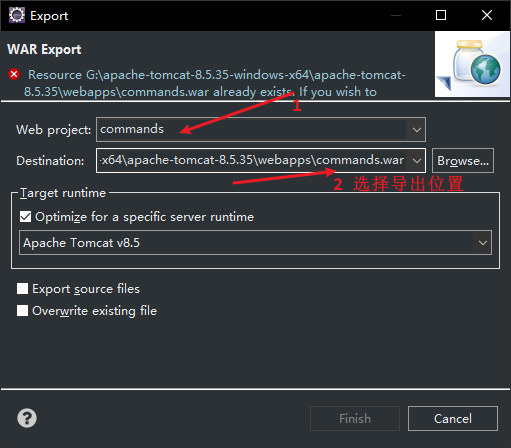 Export
WAR Export
Resource G:\apache-tomcat-8.5.35-windows-x64\apache-tomcat-
8.5.35\webapps\commands.war already exists. If you wish to
1
Web project: commands
Destination: -x64\apache-tomcat-8.5.35\webapps\commands.war Browse...
2 选择导出位置
Target runtime
Optimize for a specific server runtime
Apache Tomcat v8.5
Export source files
Overwrite existing file
? Finish Cancel